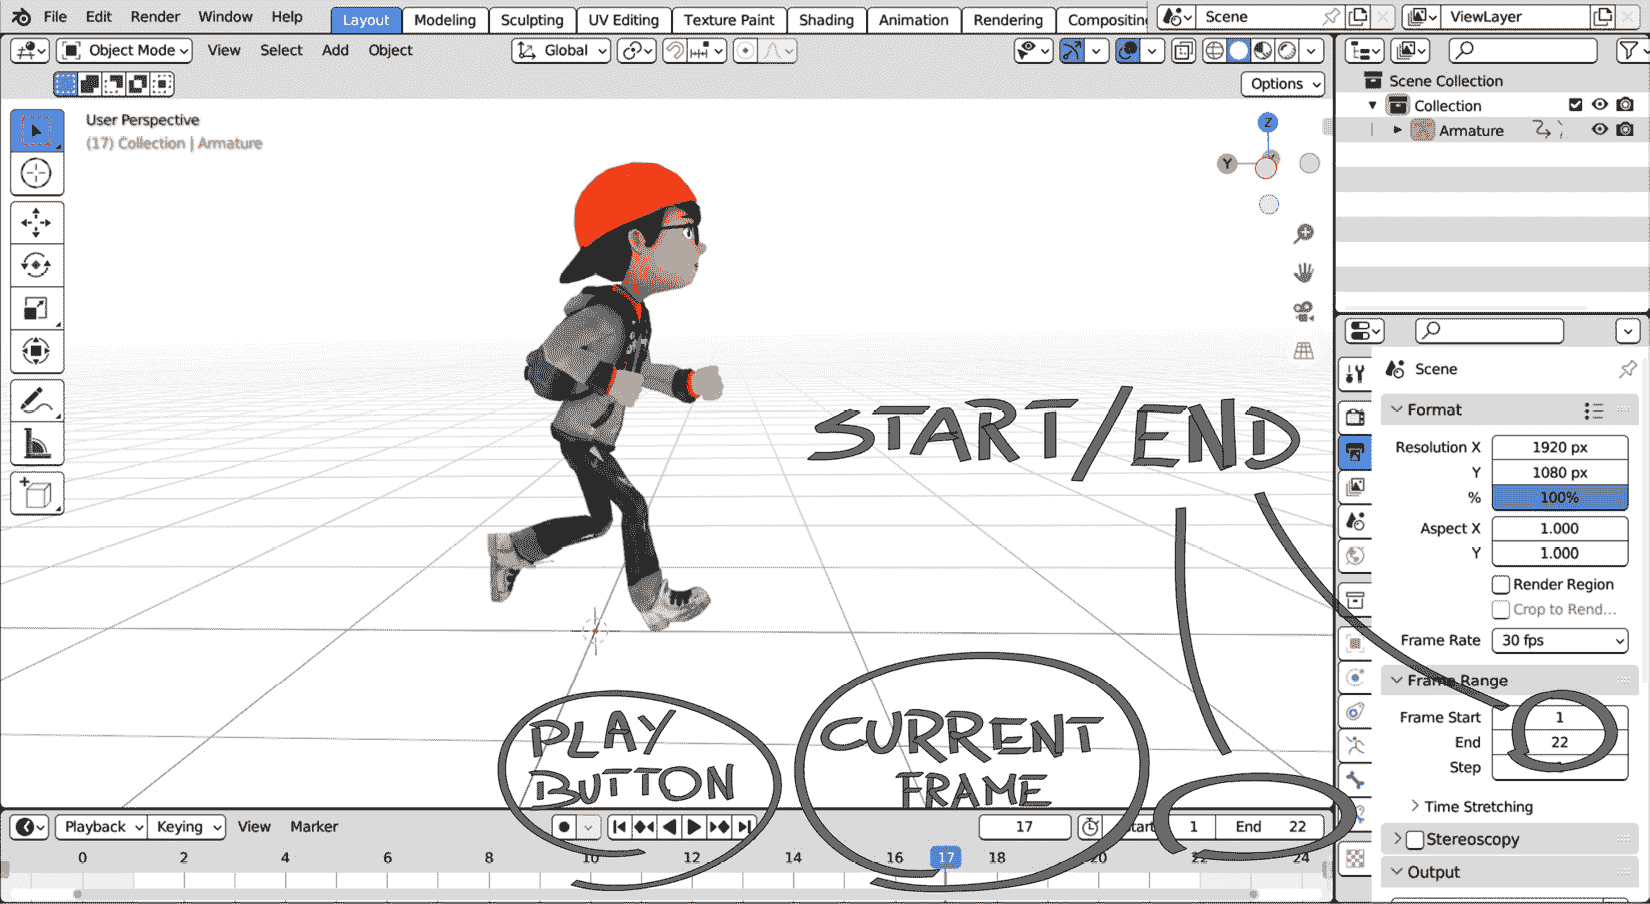 File Edit Render Window Help Layout Modeling Sculpting UV Editing Texture Paint Shading Animation Rendering Compositing Scene ViewLayer
Object Mode View Select Add Object Global
Options
User Perspective
(17) Collection | Armature
Z
Y
Scene Collection
Collection
Armature
Scene
Format
Resolution X 1920 px
Y 1080 px
% 100%
Aspect X 1.000
Y 1.000
Render Region
Crop to Rend...
Frame Rate 30 fps
Frame Range
Frame Start 1
End 22
Step
Time Stretching
Stereoscopy
Output
START/END
PLAY
BUTTON
CURRENT
FRAME
Playback Keying View Marker 17 1 End 22
0 2 4 6 8 10 12 14 16 17 18 20 22 24